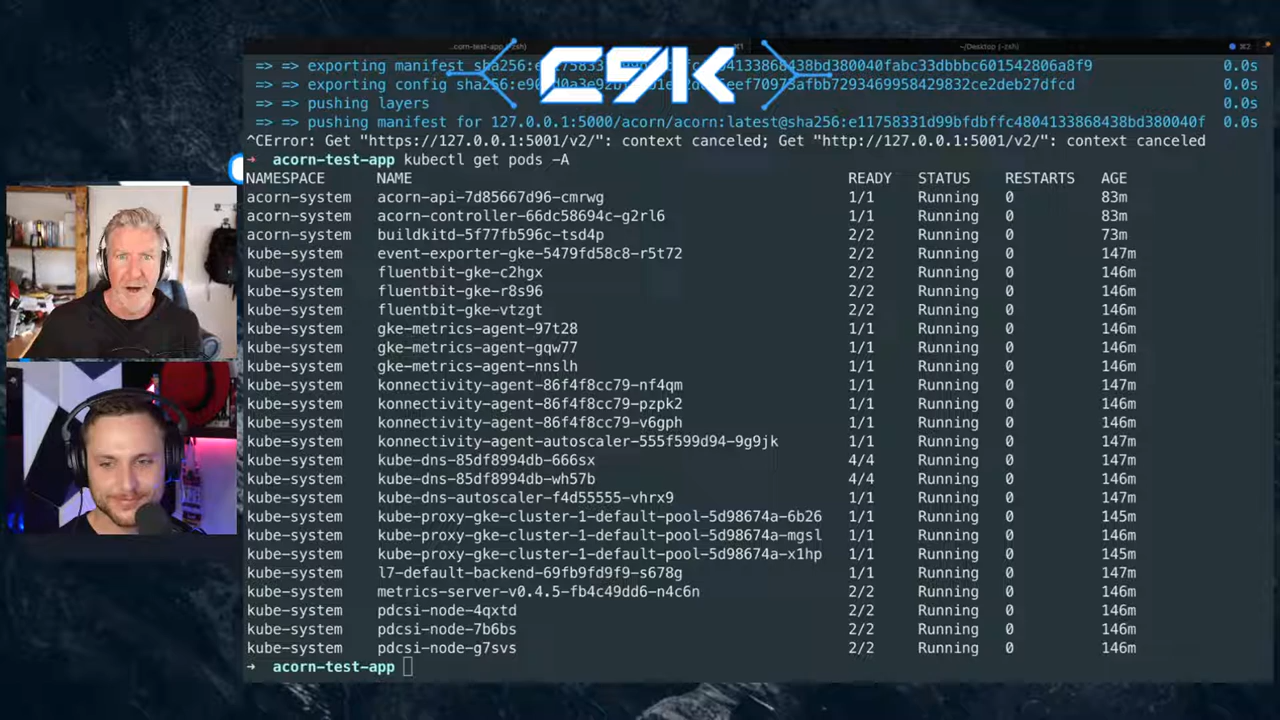 ...corn-test-app (-zsh) ⌘1 ~/Desktop (-zsh) ⌘2
C9K
=> => exporting manifest 4133868438bd380040fabc33dbbbc601542806a8f9 0.0s
=> => exporting config 0.0s
=> => pushing layers 0.0s
=> => pushing manifest for 127.0.0.1:5000/acorn/acorn:latest@sha256:e11758331d99bfdbffc4804133868438bd380040f 0.0s
^CError: Get "https://127.0.0.1:5001/v2/": context canceled; Get "http://127.0.0.1:5001/v2/": context canceled
→ acorn-test-app kubectl get pods -A
NAMESPACE NAME READY STATUS RESTARTS AGE
acorn-system acorn-api-7d85667d96-cmrwg 1/1 Running 0 83m
acorn-system acorn-controller-66dc58694c-g2rl6 1/1 Running 0 83m
acorn-system buildkitd-5f77fb596c-tsd4p 2/2 Running 0 73m
kube-system event-exporter-gke-5479fd58c8-r5t72 2/2 Running 0 147m
kube-system fluentbit-gke-c2hgx 2/2 Running 0 146m
kube-system fluentbit-gke-r8s96 2/2 Running 0 146m
kube-system fluentbit-gke-vtzgt 2/2 Running 0 146m
kube-system gke-metrics-agent-97t28 1/1 Running 0 146m
kube-system gke-metrics-agent-gqw77 1/1 Running 0 146m
kube-system gke-metrics-agent-nnslh 1/1 Running 0 146m
kube-system konnectivity-agent-86f4f8cc79-nf4qm 1/1 Running 0 147m
kube-system konnectivity-agent-86f4f8cc79-pzpk2 1/1 Running 0 146m
kube-system konnectivity-agent-86f4f8cc79-v6gph 1/1 Running 0 146m
kube-system konnectivity-agent-autoscaler-555f599d94-9g9jk 1/1 Running 0 147m
kube-system kube-dns-85df8994db-666sx 4/4 Running 0 147m
kube-system kube-dns-85df8994db-wh57b 4/4 Running 0 146m
kube-system kube-dns-autoscaler-f4d55555-vhrx9 1/1 Running 0 147m
kube-system kube-proxy-gke-cluster-1-default-pool-5d98674a-6b26 1/1 Running 0 145m
kube-system kube-proxy-gke-cluster-1-default-pool-5d98674a-mgsl 1/1 Running 0 146m
kube-system kube-proxy-gke-cluster-1-default-pool-5d98674a-x1hp 1/1 Running 0 145m
kube-system l7-default-backend-69fb9fd9f9-s678g 1/1 Running 0 147m
kube-system metrics-server-v0.4.5-fb4c49dd6-n4c6n 2/2 Running 0 146m
kube-system pdcsi-node-4qxtd 2/2 Running 0 146m
kube-system pdcsi-node-7b6bs 2/2 Running 0 146m
kube-system pdcsi-node-g7svs 2/2 Running 0 146m
→ acorn-test-app